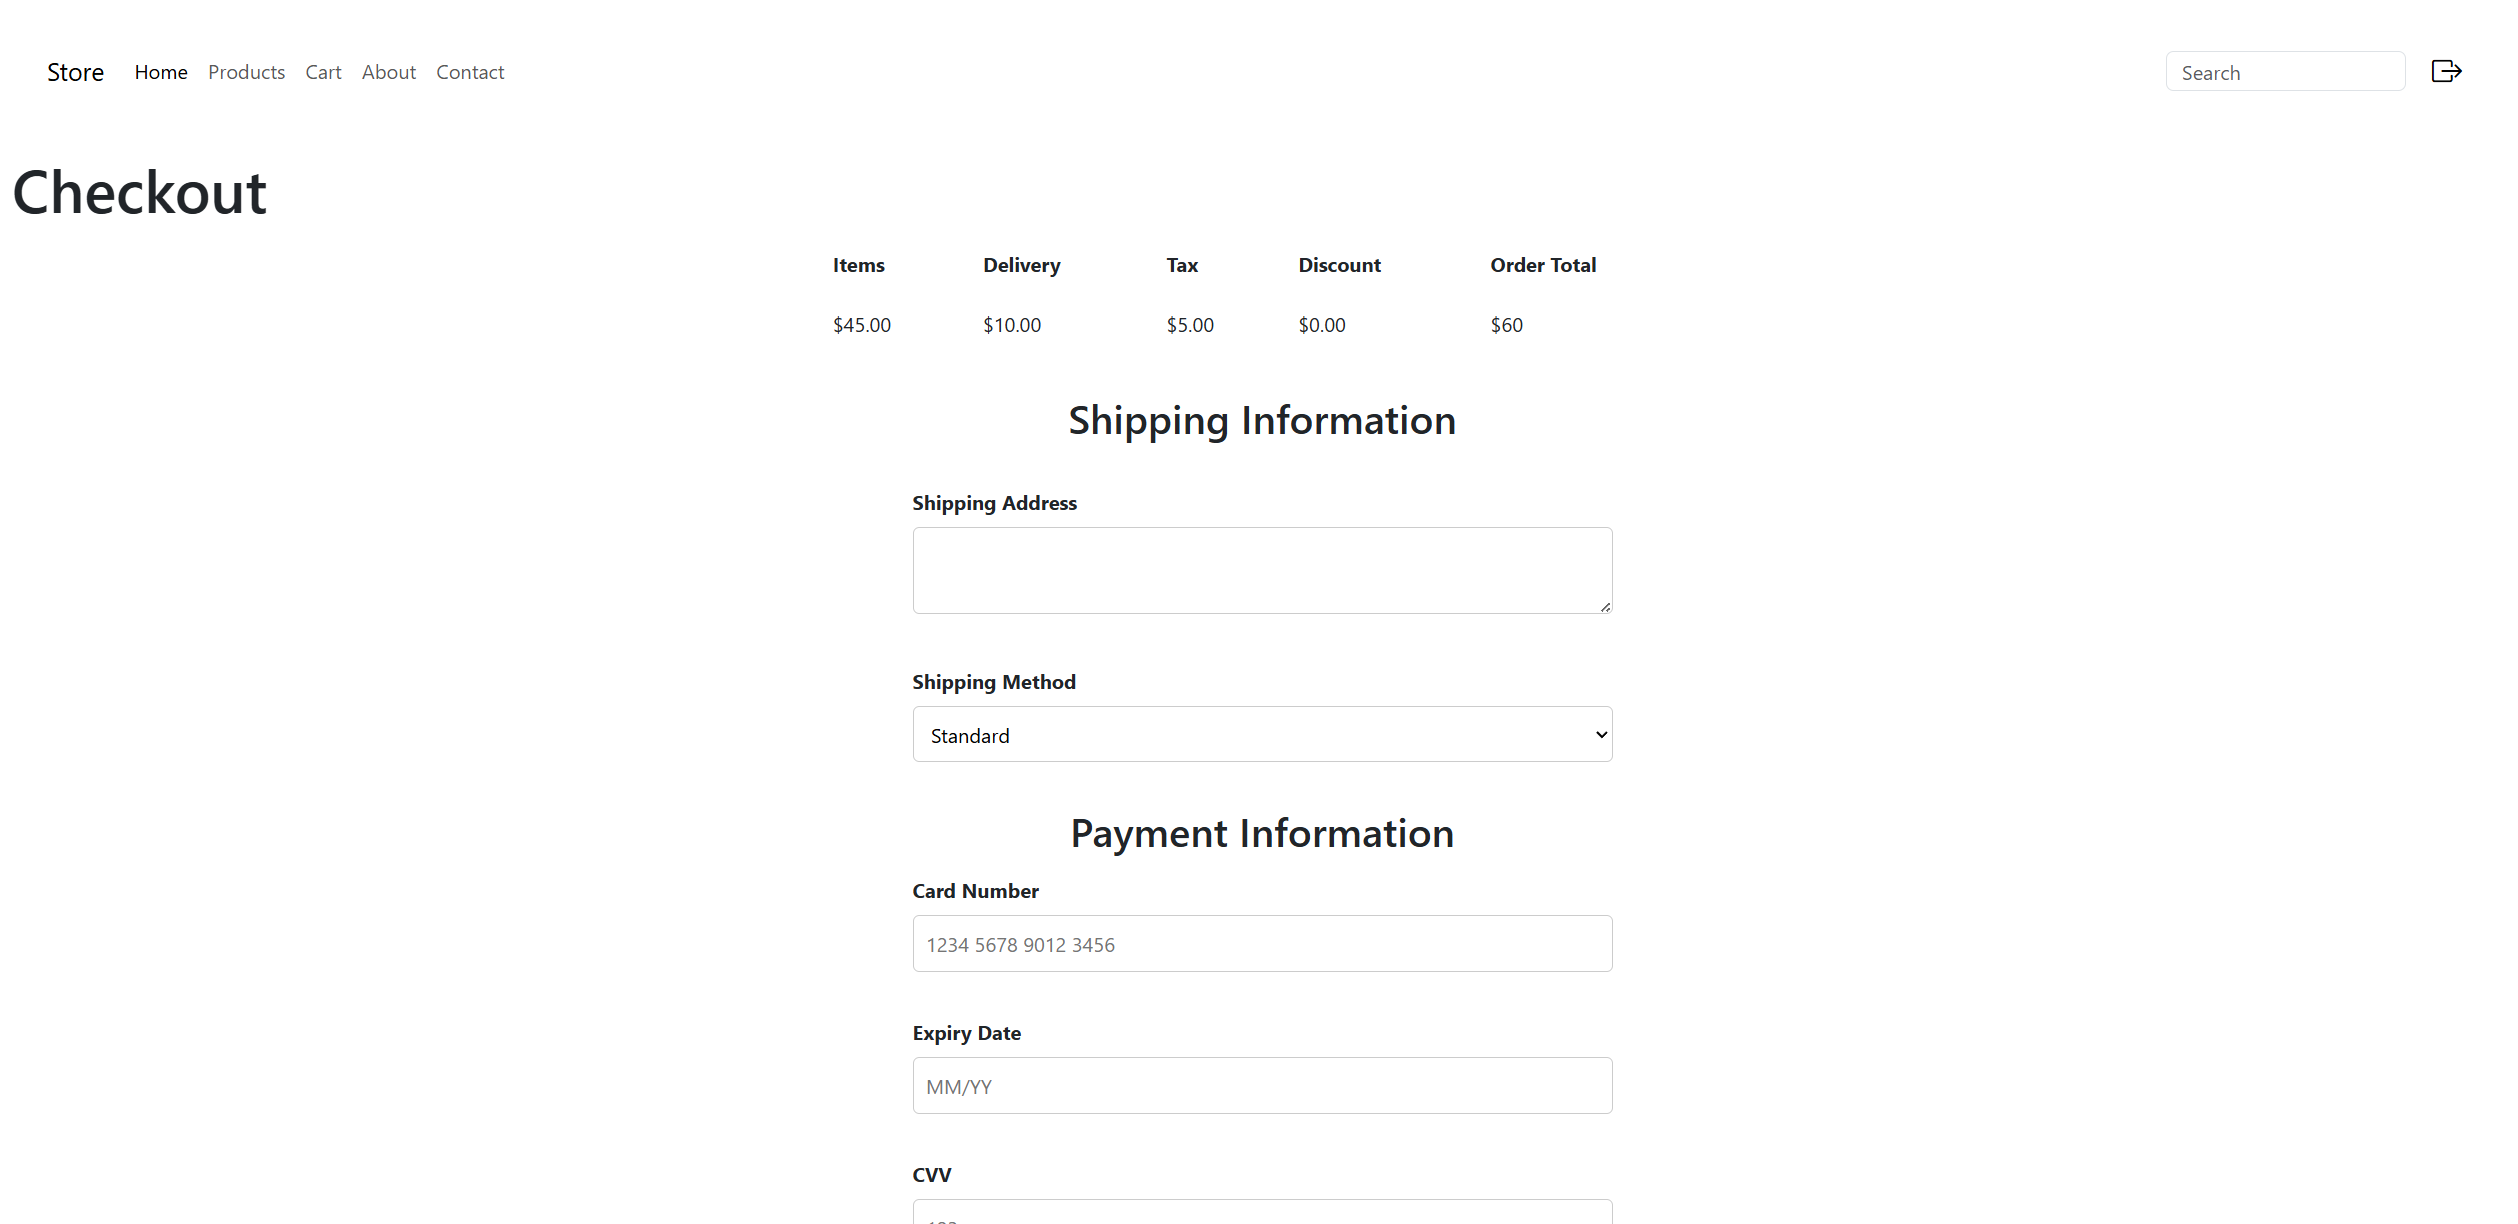 Store Home Products Cart About Contact Search
Checkout
Items Delivery Tax Discount Order Total
$45.00 $10.00 $5.00 $0.00 $60
Shipping Information
Shipping Address
Shipping Method
Standard
Payment Information
Card Number
1234 5678 9012 3456
Expiry Date
MM/YY
CVV